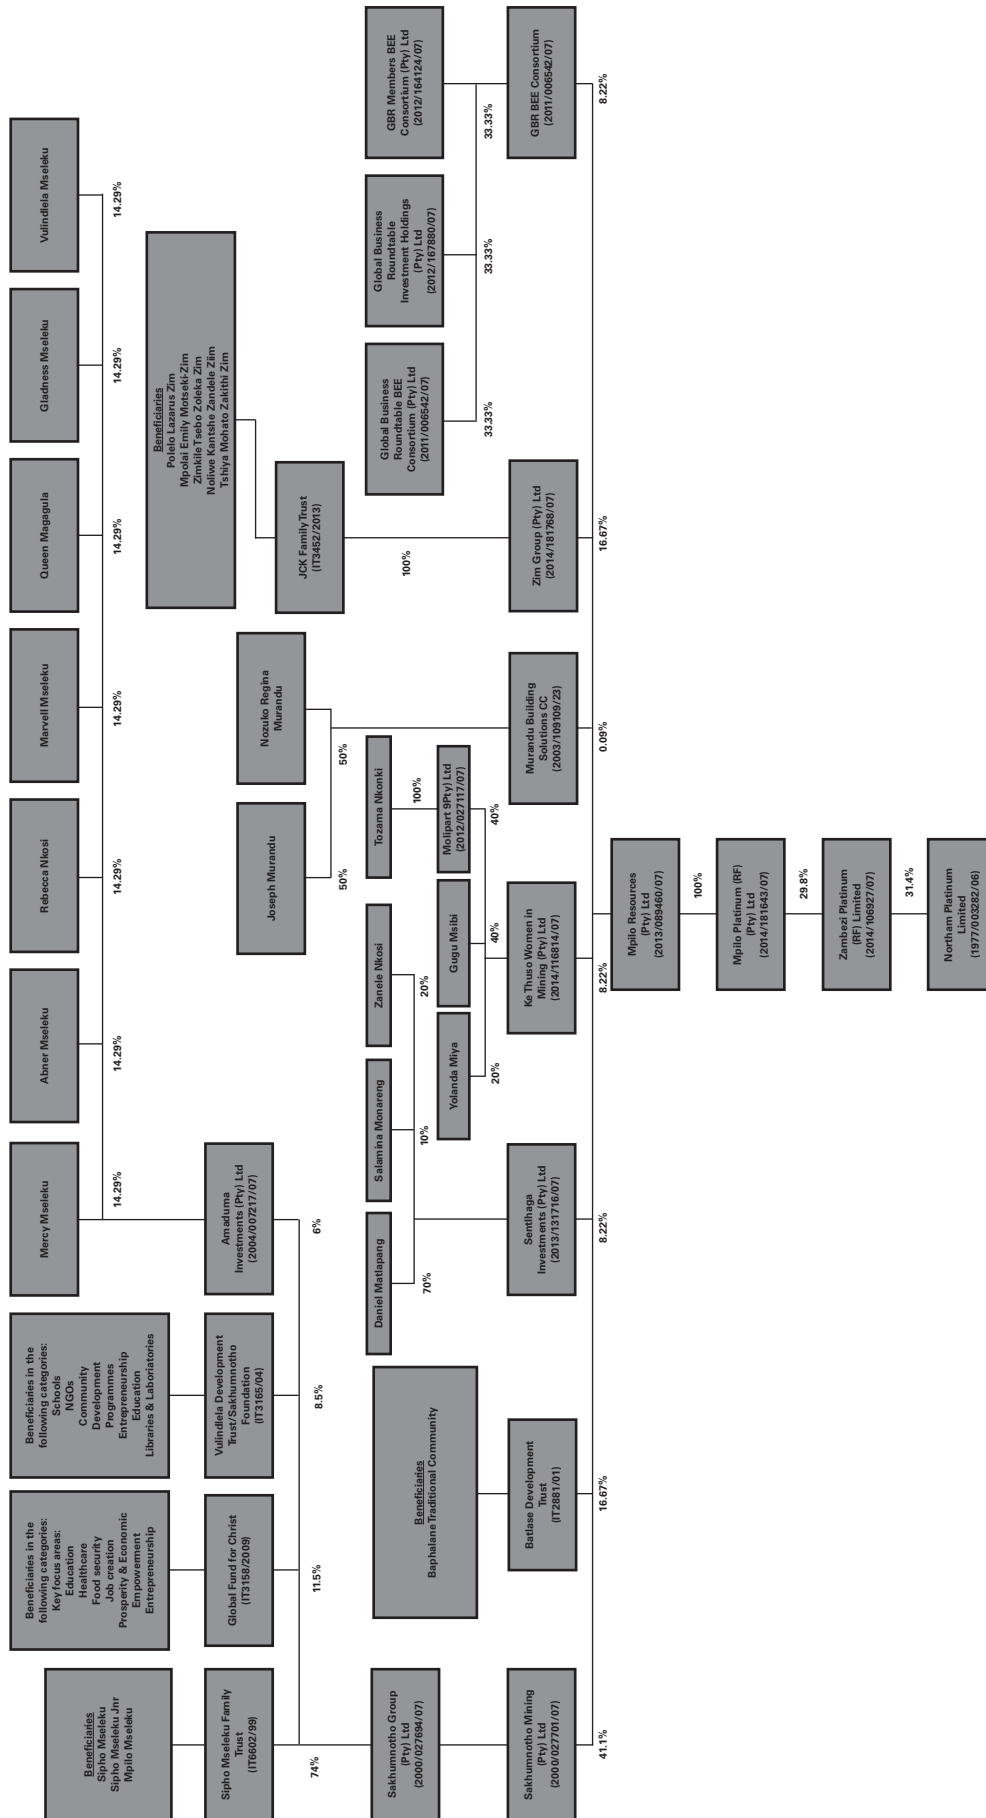 Beneficiaries
Sipho Mseleku
Sipho Mseleku Jnr
Mpilo Mseleku
Beneficiaries in the
following categories:
Key focus areas:
Education
Healthcare
Food security
Job creation
Prosperity & Economic
Empowerment
Entrepreneurship
Beneficiaries in the
following categories:
Schools
NGOs
Community
Development
Programmes
Entrepreneurship
Education
Libraries & Laboriatories
Mercy Mseleku
Abner Mseleku
Rebecca Nkosi
Marvell Mseleku
Queen Magagula
Gladness Mseleku
Vulindlela Mseleku
14.29%
14.29%
14.29%
14.29%
14.29%
14.29%
14.29%
Sipho Mseleku Family
Trust
(IT6602/99)
Global Fund for Christ
(IT3158/2009)
Vulindlela Development
Trust/Sakhumnotho
Foundation
(IT3165/04)
Amaduma
Investments (Pty) Ltd
(2004/007217/07)
74%
11.5%
8.5%
6%
Joseph Murandu
Nozuko Regina
Murandu
50%
50%
Beneficiaries
Polelo Lazarus Zim
Mpolai Emily Motseki-Zim
Zimkile Tsebo Zoleka Zim
Noliwe Kantshe Zandele Ziim
Tshiya Mohato Zakithi Zim
JCK Family Trust
(IT3452/2013)
100%
Sakhumnotho Group
(Pty) Ltd
(2000/027694/07)
Beneficiaries
Baphalane Traditional Community
Daniel Matlapang
Salamina Monareng
Zanele Nkosi
Tozama Nkonki
70%
10%
20%
100%
Yolanda Miya
Gugu Msibi
Molipart 9Pty) Ltd
(2012/027117/07)
20%
40%
40%
Global Business
Roundtable BEE
Consortium (Pty) Ltd
(2011/006542/07)
Global Business
Roundtable
Investment Holdings
(Pty) Ltd
(2012/167880/07)
GBR Members BEE
Consortium (Pty) Ltd
(2012/164124/07)
33.33%
33.33%
33.33%
Sakhumnotho Mining
(Pty) Ltd
(2000/027701/07)
Batlase Development
Trust
(IT2881/01)
Sentlhaga
Investments (Pty) Ltd
(2013/131716/07)
Ke Thuso Women in
Mining (Pty) Ltd
(2014/116814/07)
Murandu Building
Solutions CC
(2003/109109/23)
Zim Group (Pty) Ltd
(2014/181768/07)
GBR BEE Consortium
(2011/006542/07)
41.1%
16.67%
8.22%
8.22%
0.09%
16.67%
8.22%
Mpilo Resources
(Pty) Ltd
(2013/089460/07)
100%
Mpilo Platinum (RF)
(Pty) Ltd
(2014/181643/07)
29.8%
Zambezi Platinum
(RF) Limited
(2014/106927/07)
31.4%
Northam Platinum
Limited
(1977/003282/06)